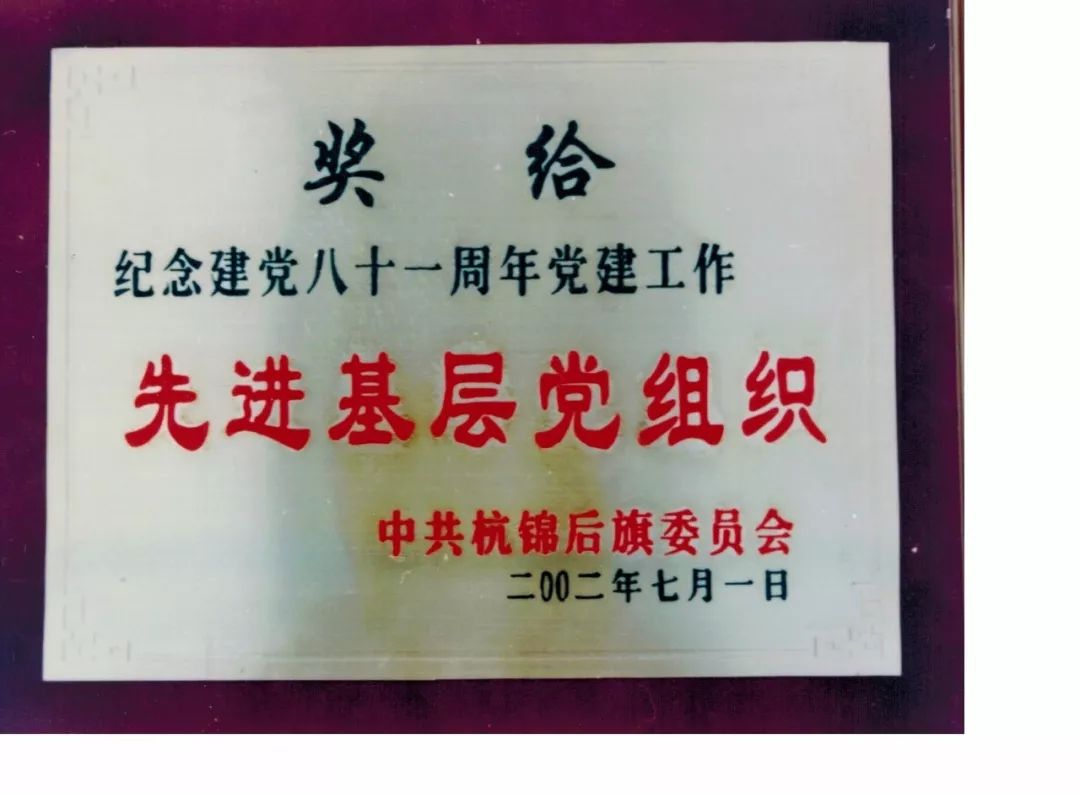 奖 给
纪念建党八十一周年党建工作
先进基层党组织
中共杭锦后旗委员会
二00二年七月一日